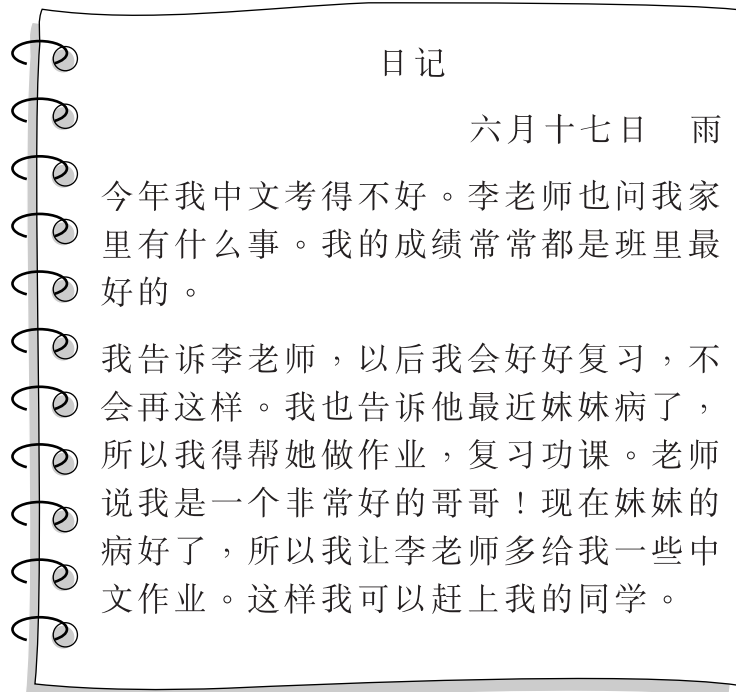 日记
六月十七日 雨
今年我中文考得不好。李老师也问我家
里有什么事。我的成绩常常都是班里最
好的。
我告诉李老师，以后我会好好复习，不
会再这样。我也告诉他最近妹妹病了，
所以我得帮她做作业，复习功课。老师
说我是一个非常好的哥哥！现在妹妹的
病好了，所以我让李老师多给我一些中
文作业。这样我可以赶上我的同学。